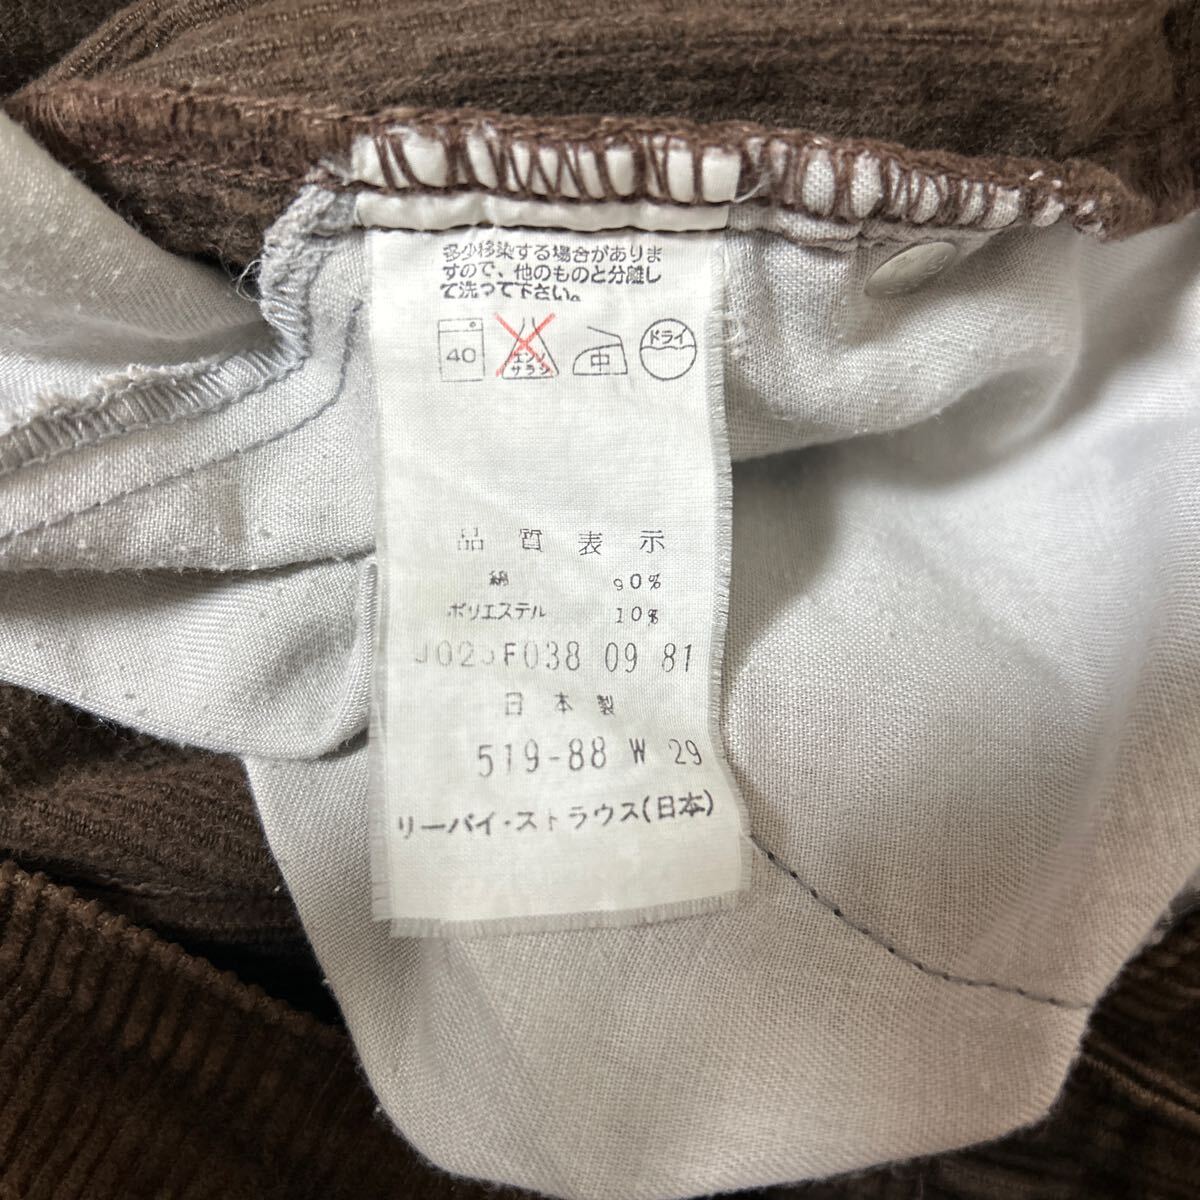 多少移染する場合がありま
すので、他のものと分離し
て洗って下さい。
40 エンソ サラシ 中 ドライ
品質表示
綿 90%
ポリエステル 10%
F038 09 81
日本製
519-88 W 29
リーバイ・ストラウス(日本)